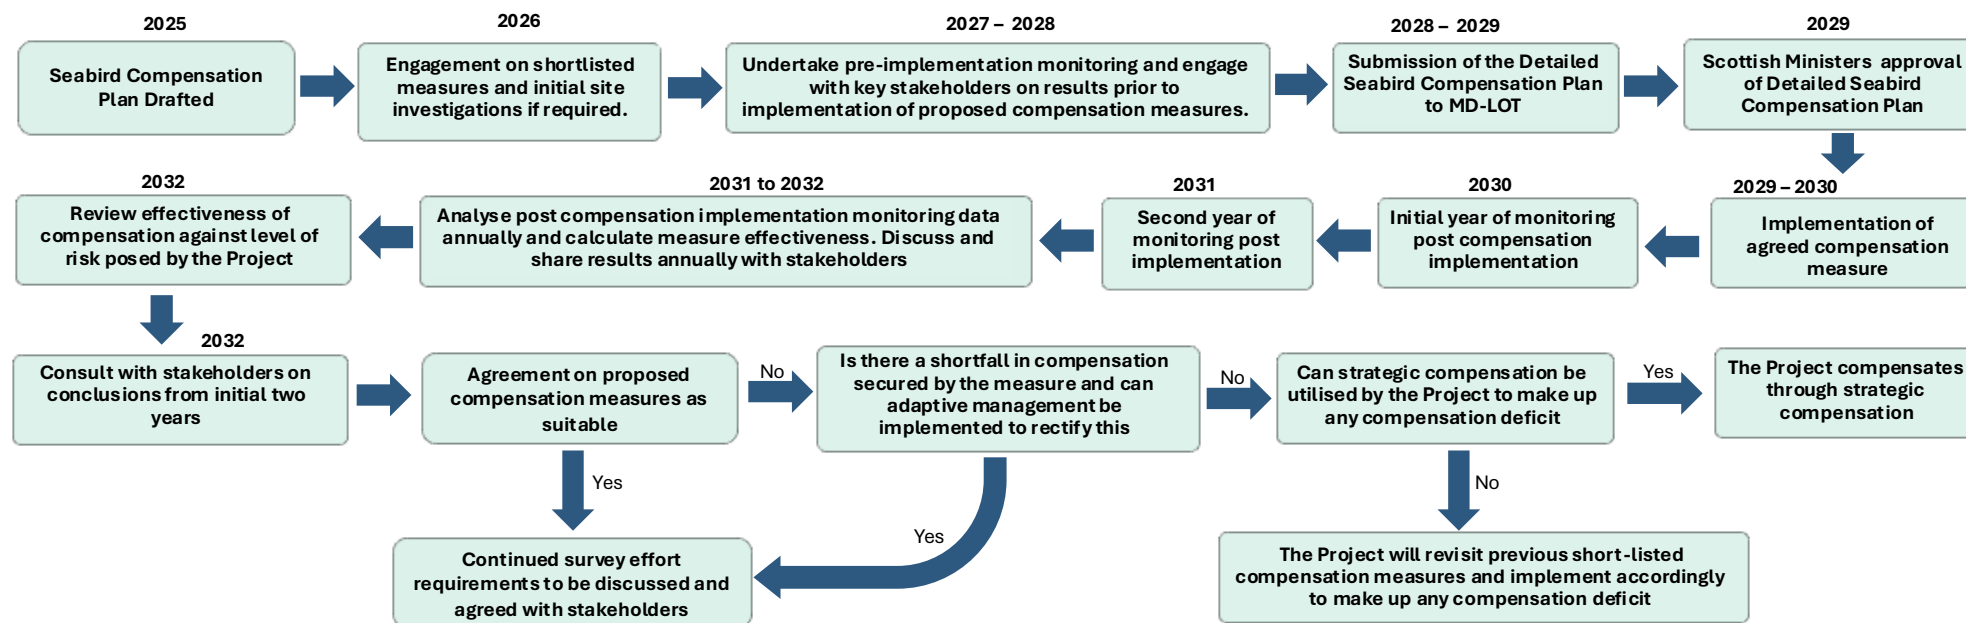 2025
Seabird Compensation
Plan Drafted
2026
Engagement on shortlisted
measures and initial site
investigations if required.
2027 – 2028
Undertake pre-implementation monitoring and engage
with key stakeholders on results prior to
implementation of proposed compensation measures.
2028 – 2029
Submission of the Detailed
Seabird Compensation Plan
to MD-LOT
2029
Scottish Ministers approval
of Detailed Seabird
Compensation Plan
2029 – 2030
Implementation of
agreed compensation
measure
2030
Initial year of monitoring
post compensation
implementation
2031
Second year of
monitoring post
implementation
2031 to 2032
Analyse post compensation implementation monitoring data
annually and calculate measure effectiveness. Discuss and
share results annually with stakeholders
2032
Review effectiveness of
compensation against level of
risk posed by the Project
2032
Consult with stakeholders on
conclusions from initial two
years
Agreement on proposed
compensation measures as
suitable
No
Is there a shortfall in compensation
secured by the measure and can
adaptive management be
implemented to rectify this
No
Can strategic compensation be
utilised by the Project to make up
any compensation deficit
Yes
The Project compensates
through strategic
compensation
Yes
Yes
No
Continued survey effort
requirements to be discussed and
agreed with stakeholders
The Project will revisit previous short-listed
compensation measures and implement accordingly
to make up any compensation deficit